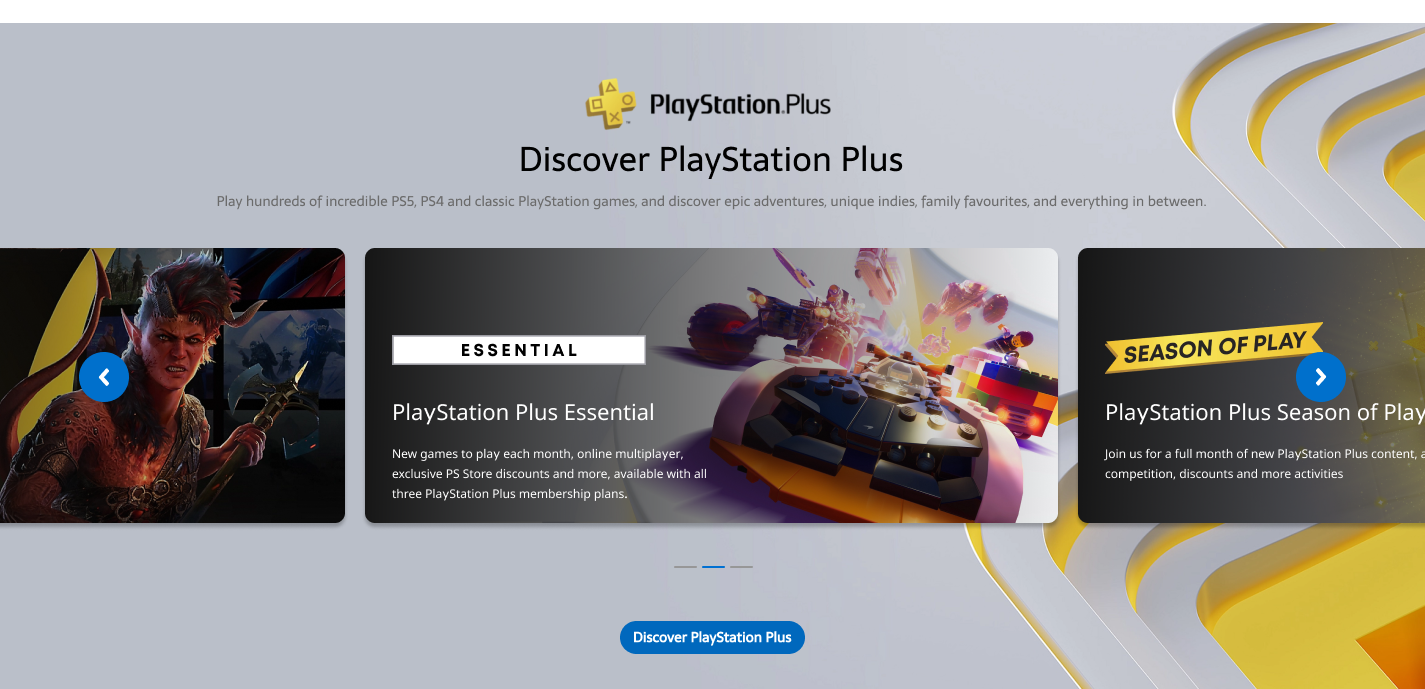 PlayStation.Plus
Discover PlayStation Plus
Play hundreds of incredible PS5, PS4 and classic PlayStation games, and discover epic adventures, unique indies, family favourites, and everything in between.
ESSENTIAL
PlayStation Plus Essential
New games to play each month, online multiplayer,
exclusive PS Store discounts and more, available with all
three PlayStation Plus membership plans.
SEASON OF PLAY
PlayStation Plus Season of Play
Join us for a full month of new PlayStation Plus content,
competition, discounts and more activities
Discover PlayStation Plus